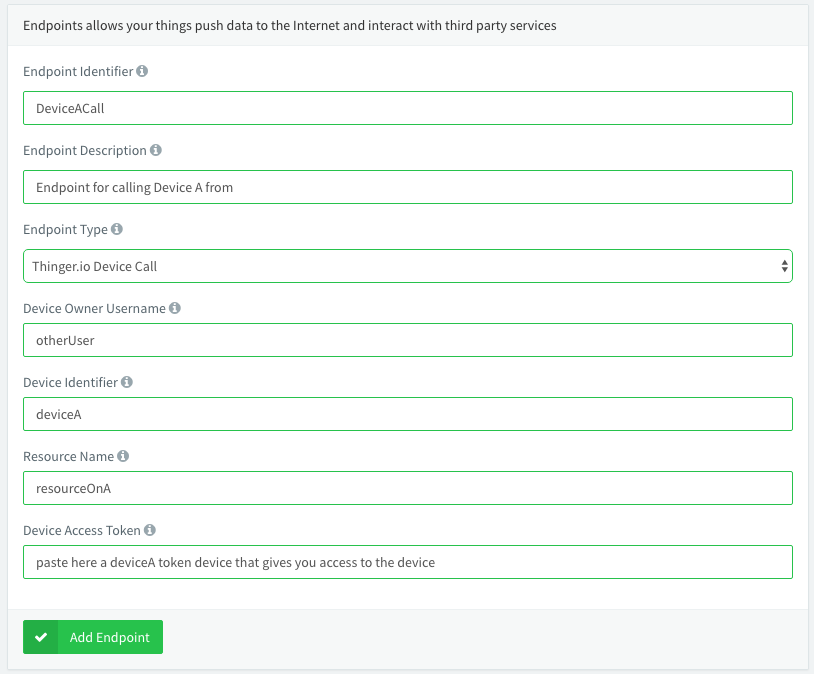 Endpoints allows your things push data to the Internet and interact with third party services
Endpoint Identifier
DeviceACall
Endpoint Description
Endpoint for calling Device A from
Endpoint Type
Thinger.io Device Call
Device Owner Username
otherUser
Device Identifier
deviceA
Resource Name
resourceOnA
Device Access Token
paste here a deviceA token device that gives you access to the device
Add Endpoint